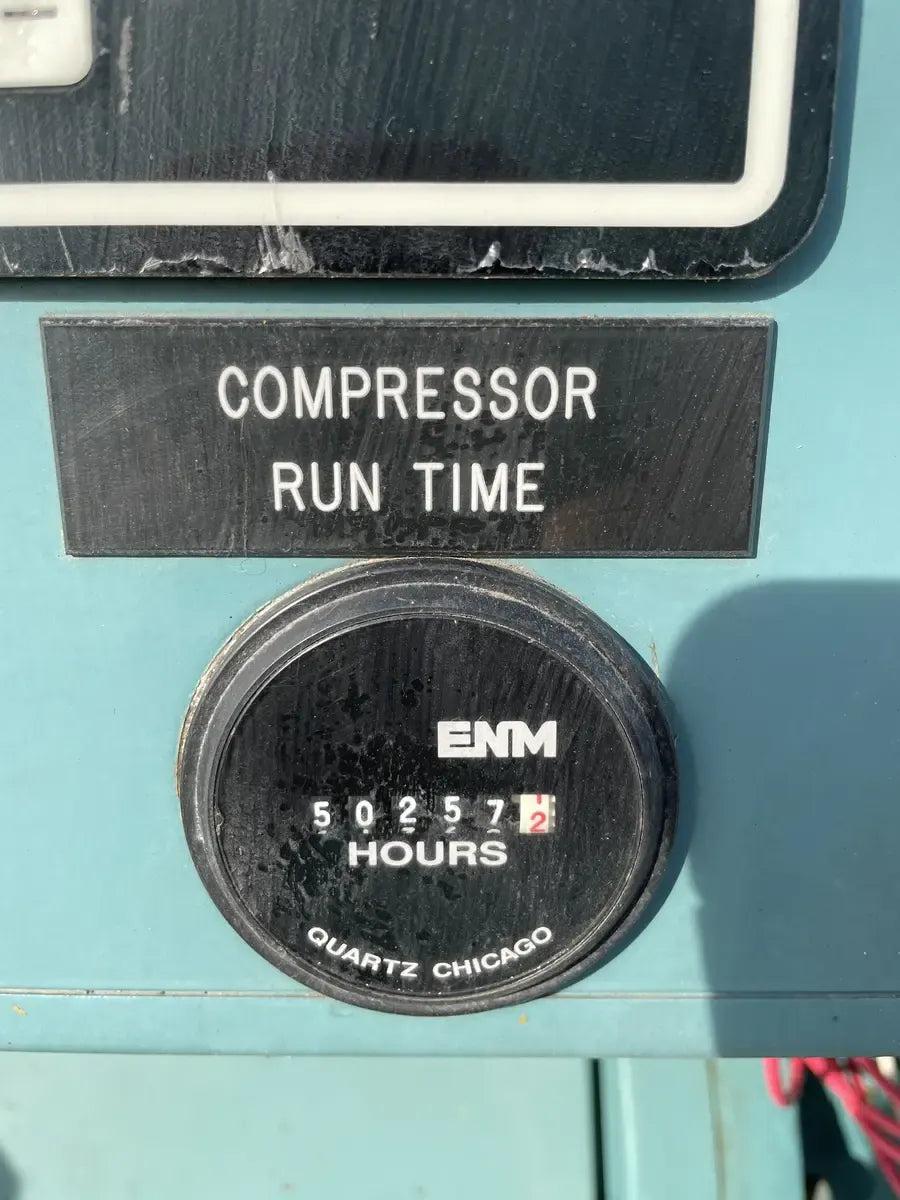 COMPRESSOR
RUN TIME
ENM
5 0 2 5 7 2
HOURS
QUARTZ CHICAGO